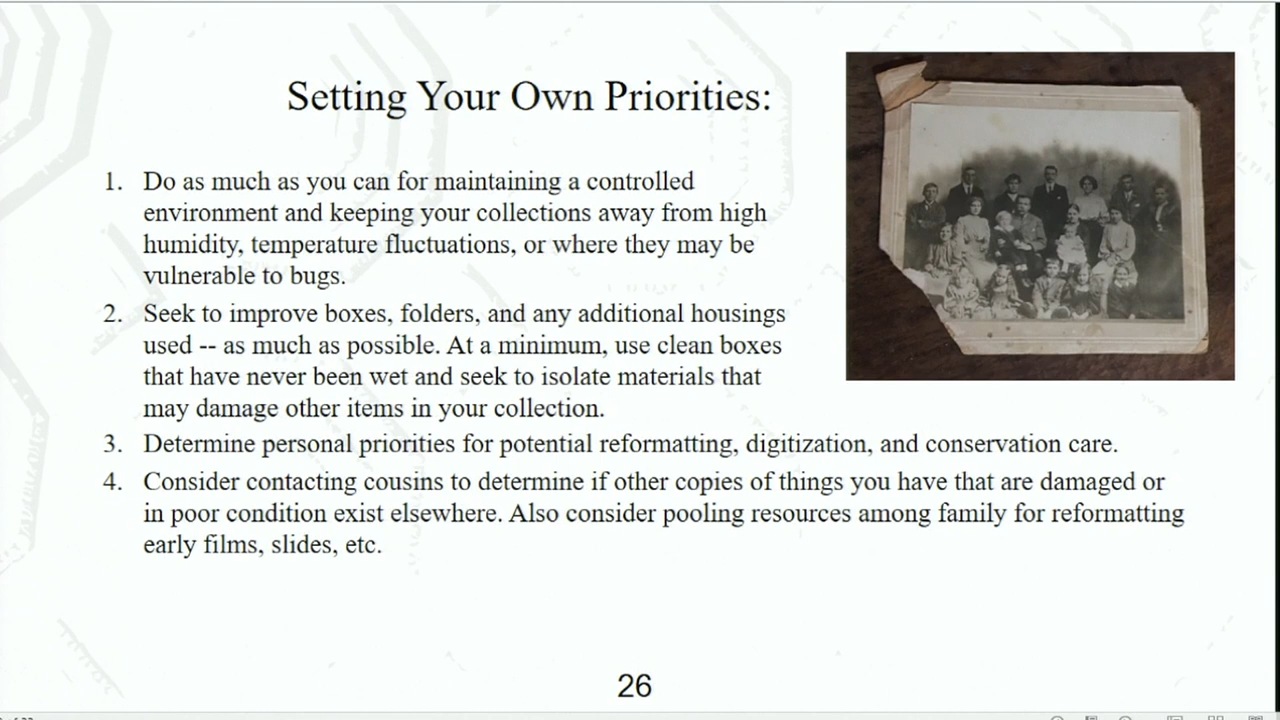 Setting Your Own Priorities:
1. Do as much as you can for maintaining a controlled
environment and keeping your collections away from high
humidity, temperature fluctuations, or where they may be
vulnerable to bugs.
2. Seek to improve boxes, folders, and any additional housings
used -- as much as possible. At a minimum, use clean boxes
that have never been wet and seek to isolate materials that
may damage other items in your collection.
3. Determine personal priorities for potential reformatting, digitization, and conservation care.
4. Consider contacting cousins to determine if other copies of things you have that are damaged or
in poor condition exist elsewhere. Also consider pooling resources among family for reformatting
early films, slides, etc.
26